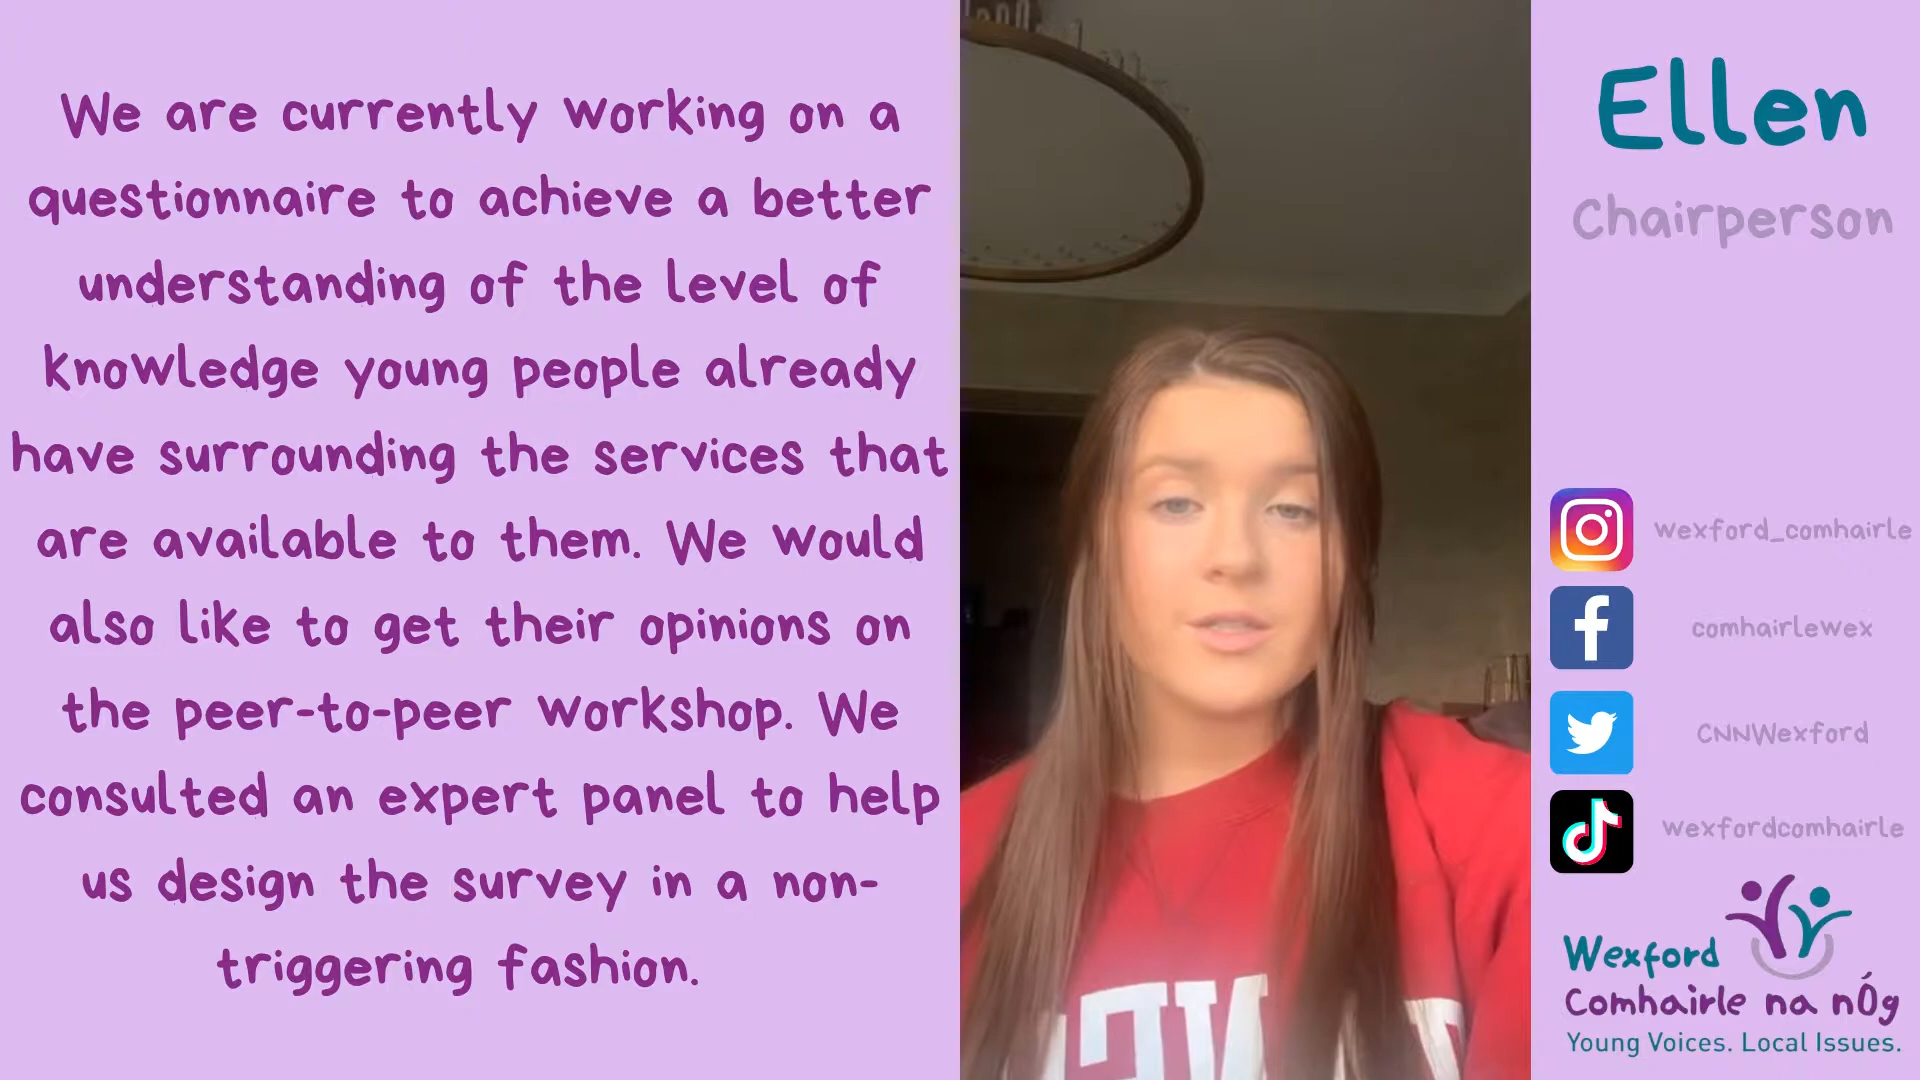 We are currently working on a
questionnaire to achieve a better
understanding of the level of
knowledge young people already
have surrounding the services that
are available to them. We would
also like to get their opinions on
the peer-to-peer workshop. We
consulted an expert panel to help
us design the survey in a non-
triggering fashion.
Ellen
Chairperson
wexford_comhairle
comhairlewex
CNNWexford
wexfordcomhairle
Wexford
Comhairle na nÓg
Young Voices. Local Issues.